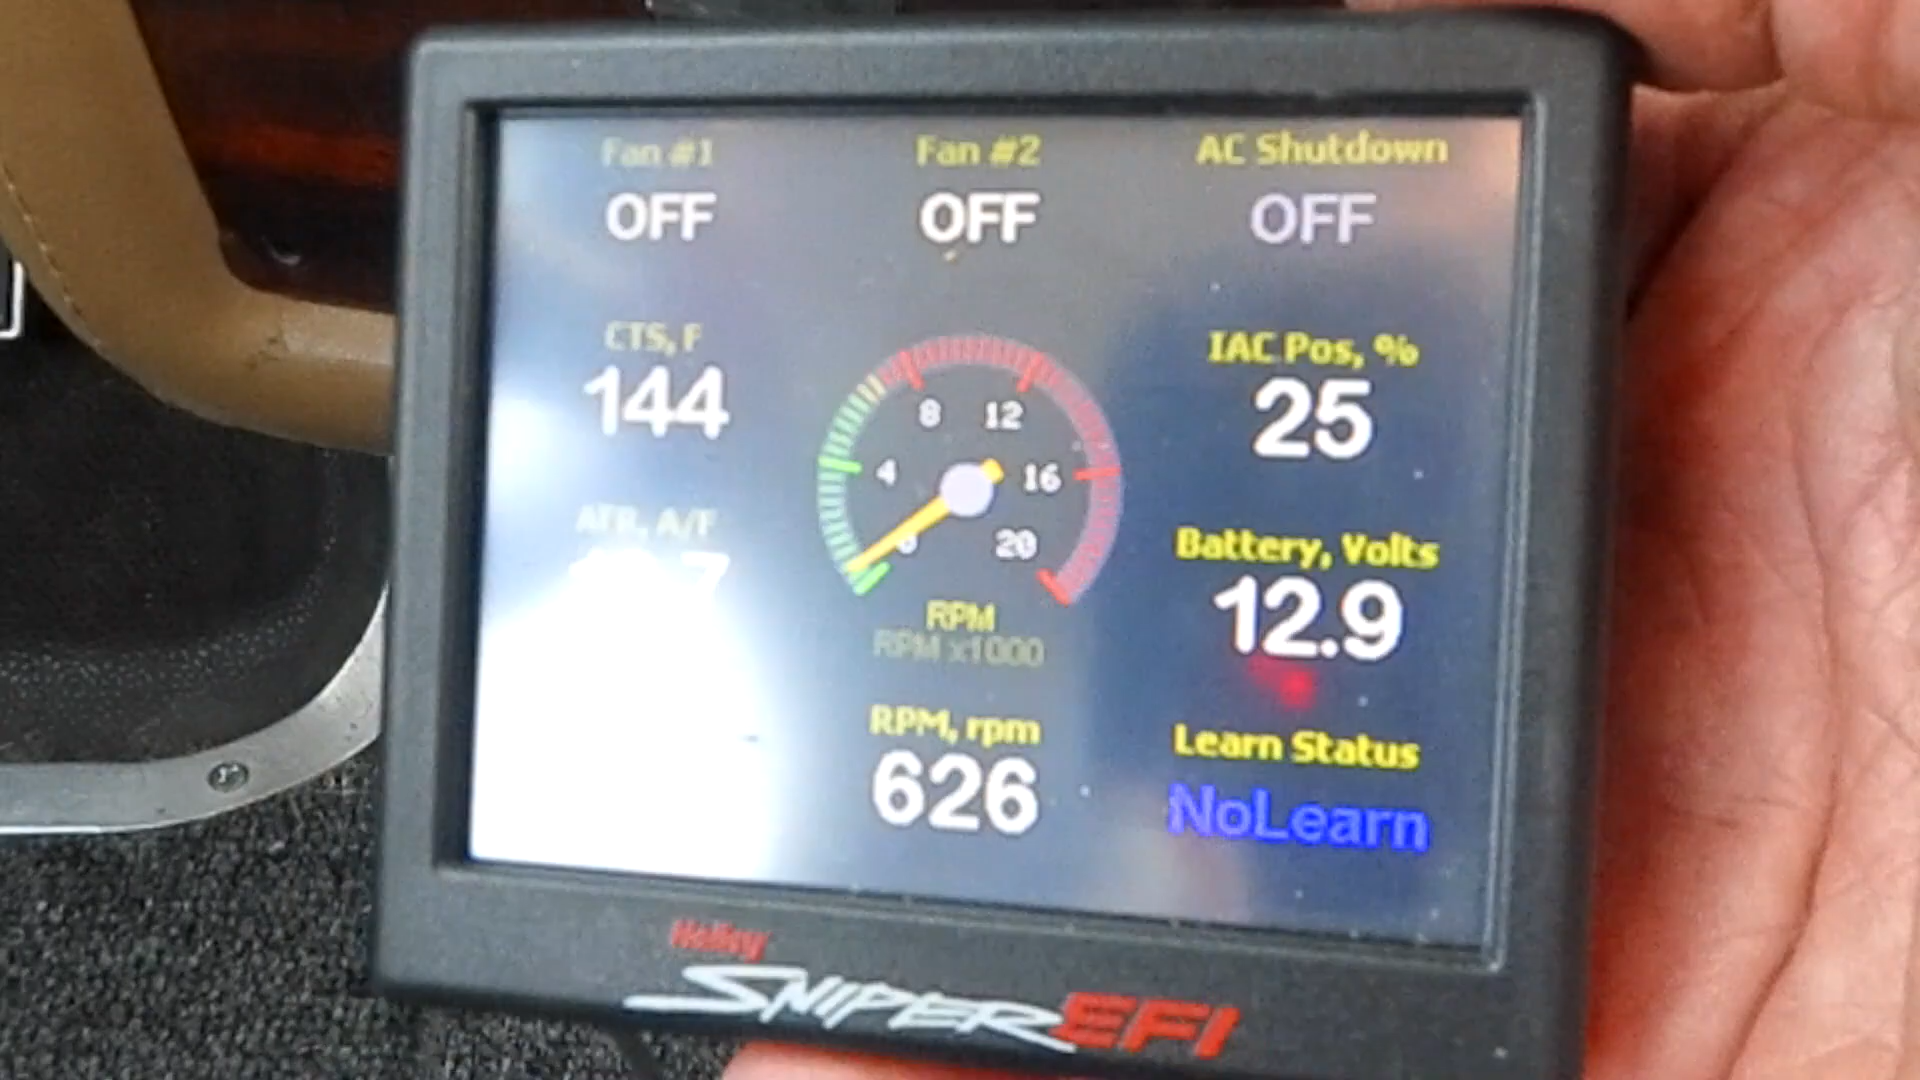 Fan #1
OFF
Fan #2
OFF
AC Shutdown
OFF
CTS, F
144
AFR, A/F
8
12
4
16
20
RPM
RPM x1000
RPM, rpm
626
IAC Pos, %
25
Battery, Volts
12.9
Learn Status
NoLearn
Holley
SNIPER EFI